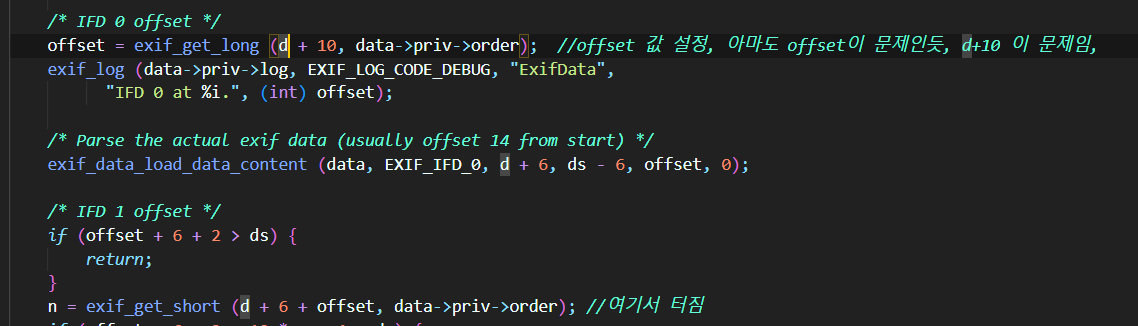 /* IFD 0 offset */
offset = exif_get_long (d + 10, data->priv->order);  //offset 값 설정, 아마도 offset이 문제인듯, d+10 이 문제임,
exif_log (data->priv->log, EXIF_LOG_CODE_DEBUG, "ExifData",
"IFD 0 at %i.", (int) offset);
/* Parse the actual exif data (usually offset 14 from start) */
exif_data_load_data_content (data, EXIF_IFD_0, d + 6, ds - 6, offset, 0);
/* IFD 1 offset */
if (offset + 6 + 2 > ds) {
return;
}
n = exif_get_short (d + 6 + offset, data->priv->order); //여기서 터짐